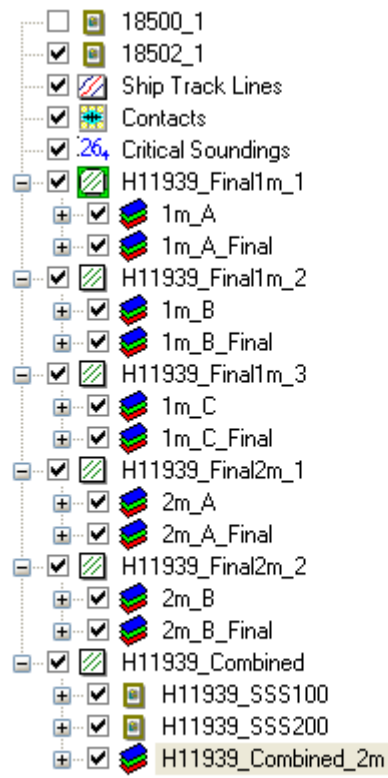 18500_1
18502_1
Ship Track Lines
Contacts
.26₄ Critical Soundings
H11939_Final1m_1
1m_A
1m_A_Final
H11939_Final1m_2
1m_B
1m_B_Final
H11939_Final1m_3
1m_C
1m_C_Final
H11939_Final2m_1
2m_A
2m_A_Final
H11939_Final2m_2
2m_B
2m_B_Final
H11939_Combined
H11939_SSS100
H11939_SSS200
H11939_Combined_2m